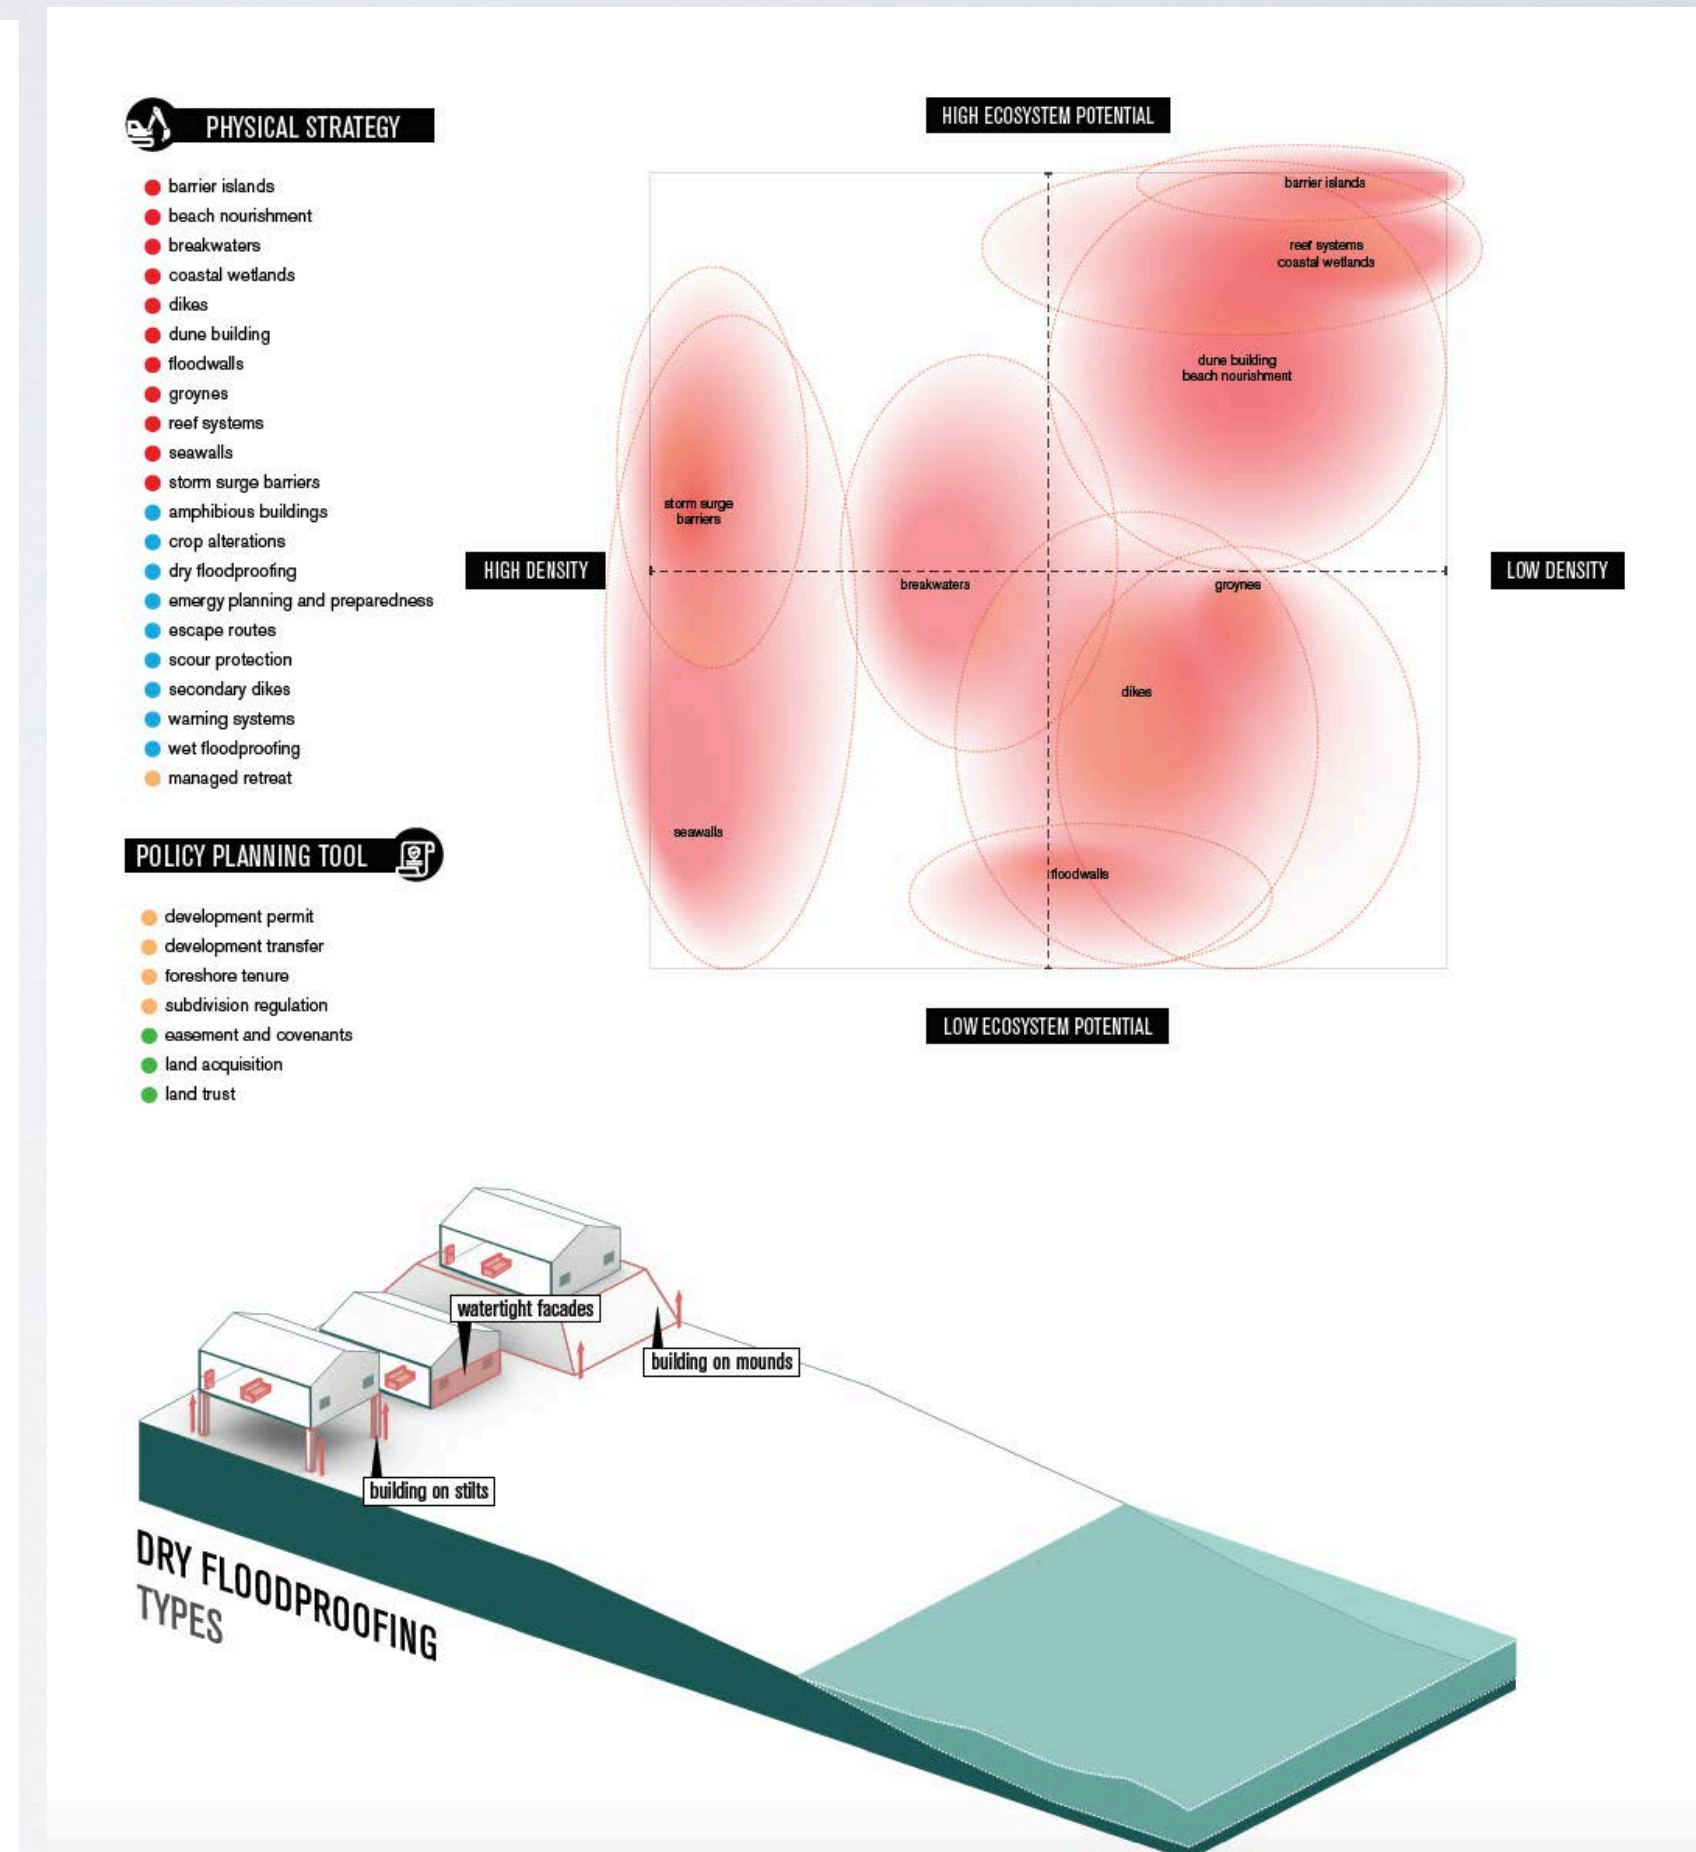 PHYSICAL STRATEGY
barrier islands
beach nourishment
breakwaters
coastal wetlands
dikes
dune building
floodwalls
groynes
reef systems
seawalls
storm surge barriers
amphibious buildings
crop alterations
dry floodproofing
emergy planning and preparedness
escape routes
scour protection
secondary dikes
warning systems
wet floodproofing
managed retreat
POLICY PLANNING TOOL
development permit
development transfer
foreshore tenure
subdivision regulation
easement and covenants
land acquisition
land trust
HIGH ECOSYSTEM POTENTIAL
barrier islands
reef systems
coastal wetlands
dune building
beach nourishment
storm surge
barriers
HIGH DENSITY
LOW DENSITY
breakwaters
groynes
dikes
seawalls
floodwalls
LOW ECOSYSTEM POTENTIAL
watertight facades
building on mounds
building on stilts
DRY FLOODPROOFING
TYPES